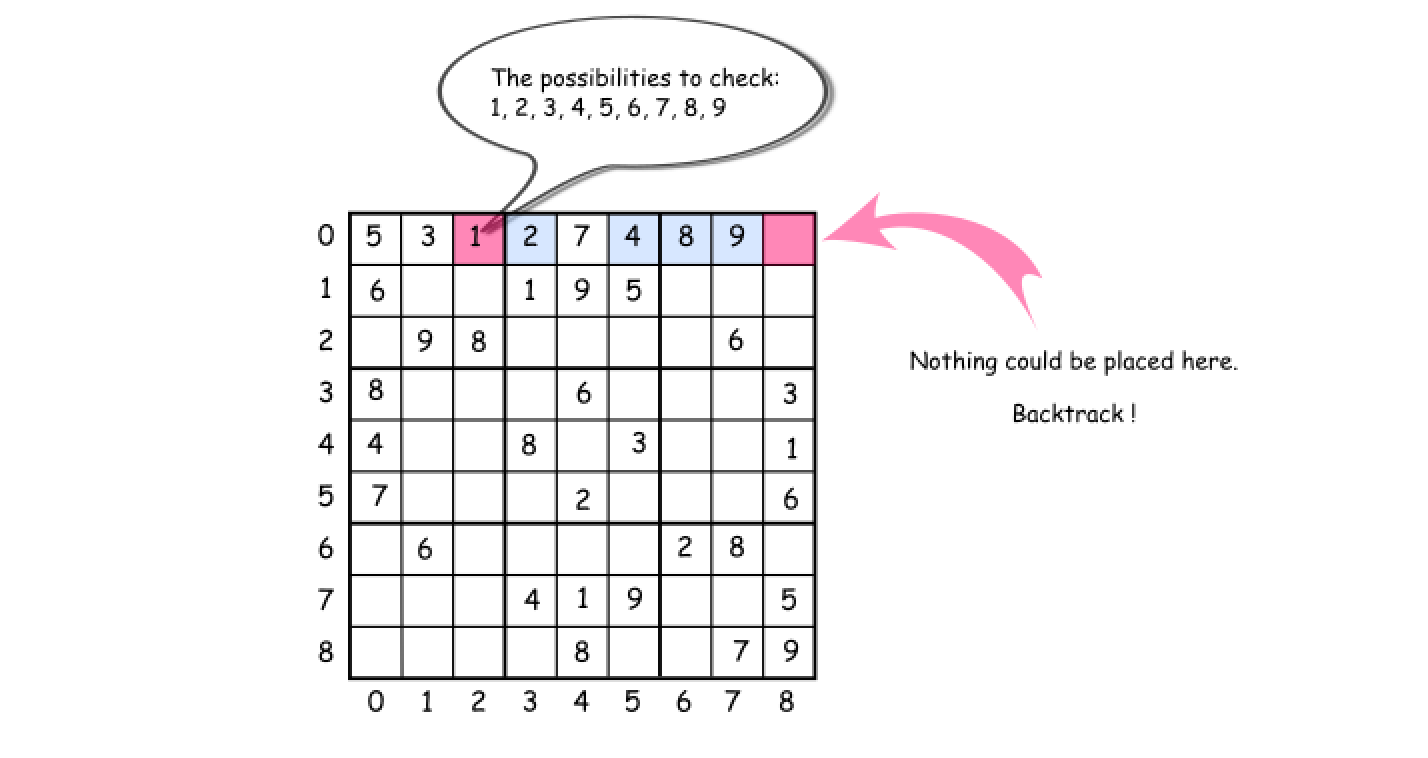 The possibilities to check:
1, 2, 3, 4, 5, 6, 7, 8, 9
0 5 3 1 2 7 4 8 9
1 6 1 9 5
2 9 8 6
Nothing could be placed here.
3 8 6 3
Backtrack !
4 4 8 3 1
5 7 2 6
6 6 2 8
7 4 1 9 5
8 8 7 9
0 1 2 3 4 5 6 7 8